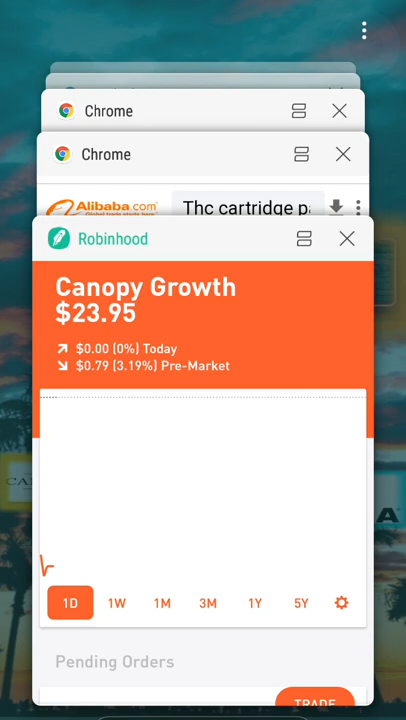 Chrome
Chrome
Alibaba.com
Global trade starts here
Thc cartridge
Robinhood
Canopy Growth
$23.95
$0.00 (0%) Today
$0.79 (3.19%) Pre-Market
1D 1W 1M 3M 1Y 5Y
Pending Orders
TRADE